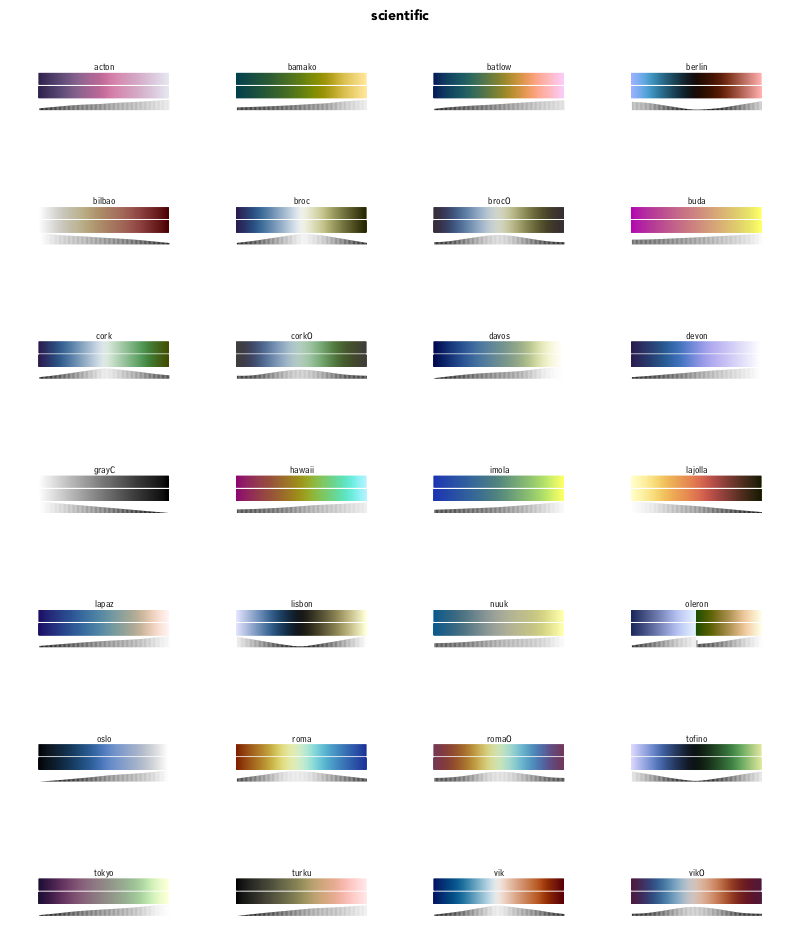 scientific
acton bamako batlow berlin
bilbao broc brocO buda
cork corkO davos devon
grayC hawaii imola lajolla
lapaz lisbon nuuk oleron
oslo roma romaO tofino
tokyo turku vik vikO